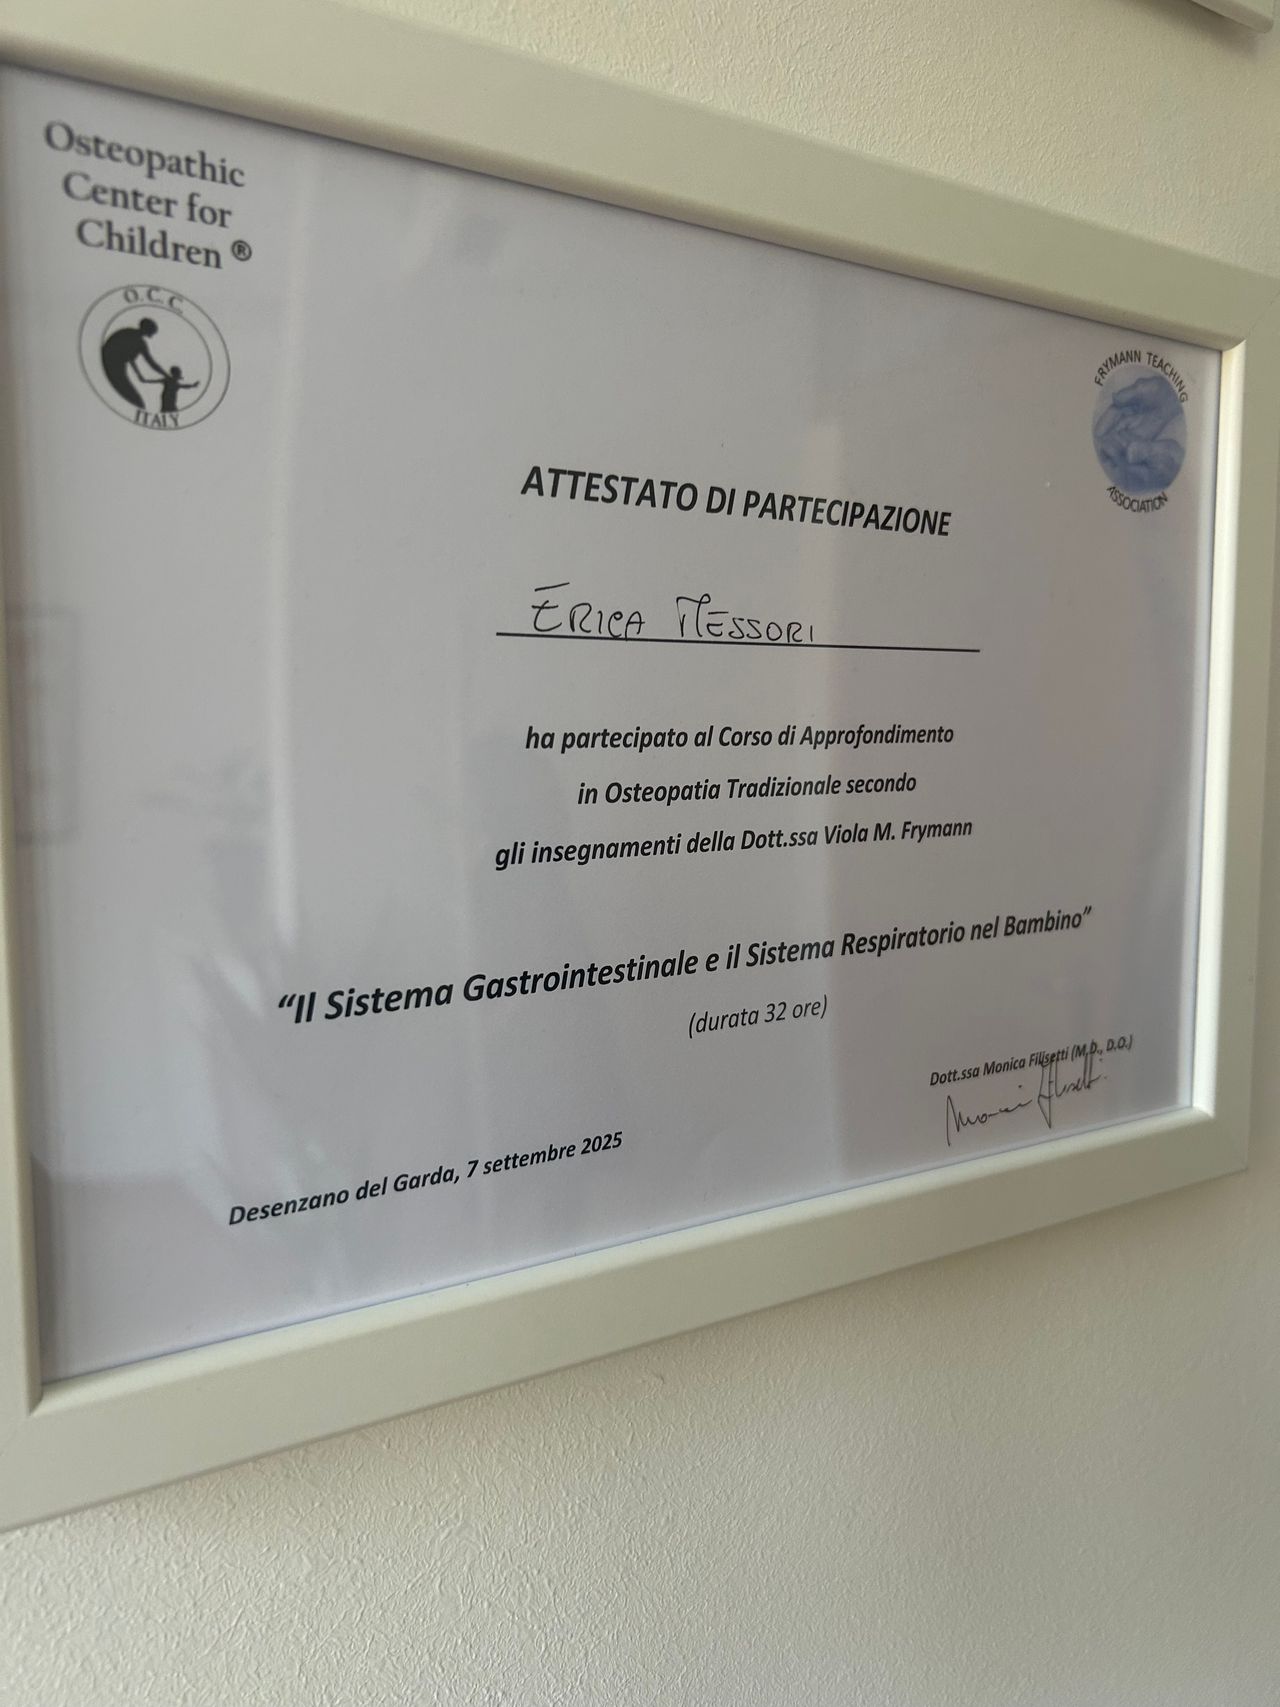 Osteopathic
Center for
Children ®
O.C.C.
ITALY
FRYMANN TEACHING
ASSOCIATION
ATTESTATO DI PARTECIPAZIONE
ERICA MESSORI
ha partecipato al Corso di Approfondimento
in Osteopatia Tradizionale secondo
gli insegnamenti della Dott.ssa Viola M. Frymann
“Il Sistema Gastrointestinale e il Sistema Respiratorio nel Bambino”
(durata 32 ore)
Dott.ssa Monica Filisetti (M.D., D.O.)
Monica Filisetti
Desenzano del Garda, 7 settembre 2025